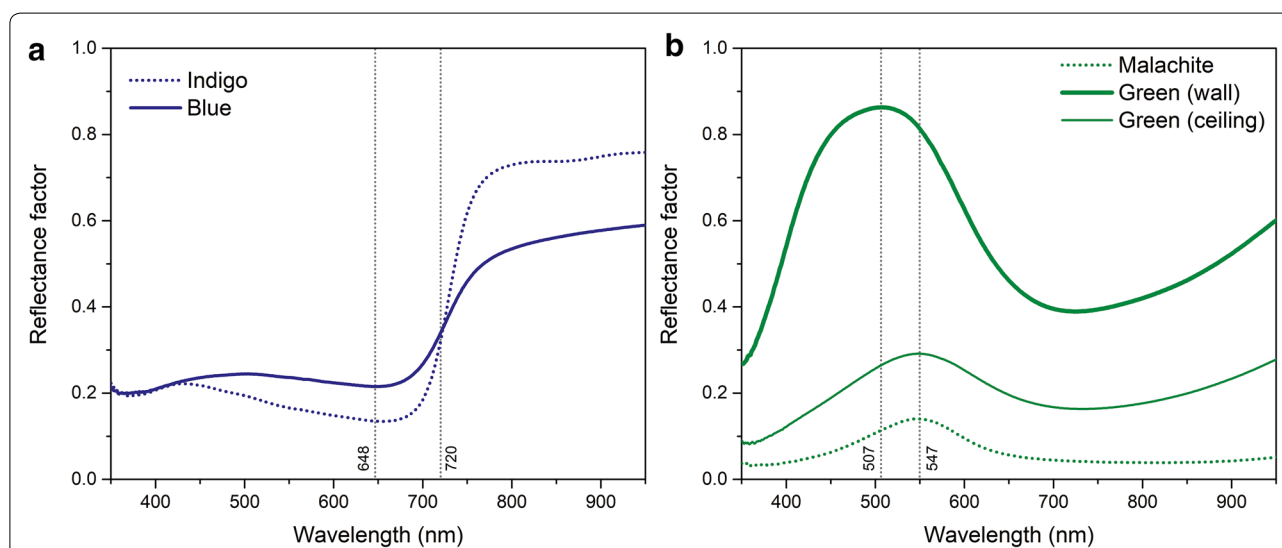 a
Indigo
Blue
Reflectance factor
1.0
0.8
0.6
0.4
0.2
0.0
648
720
400 500 600 700 800 900
Wavelength (nm)
b
Malachite
Green (wall)
Green (ceiling)
Reflectance factor
1.0
0.8
0.6
0.4
0.2
0.0
507
547
400 500 600 700 800 900
Wavelength (nm)